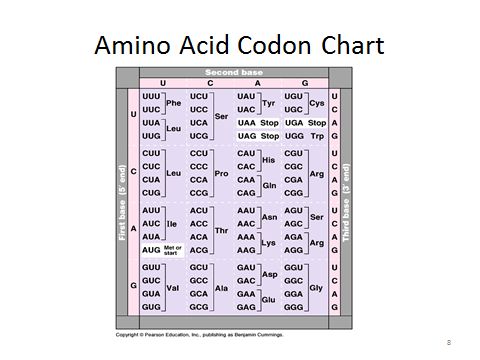 Amino Acid Codon Chart
Second base
U C A G
First base (5' end)
Third base (3' end)
U
UUU UCU UAU UGU U
UUC Phe UCC UAC Tyr UGC Cys C
Ser
UUA UCA UAA Stop UGA Stop A
UUG Leu UCG UAG Stop UGG Trp G
C
CUU CCU CAU CGU U
CUC CCC CAC His CGC C
Leu Pro Arg
CUA CCA CAA CGA A
CUG CCG CAG Gln CGG G
A
AUU ACU AAU AGU U
AUC Ile ACC AAC Asn AGC Ser C
Thr
AUA ACA AAA AGA A
AUG Met or start ACG AAG Lys AGG Arg G
G
GUU GCU GAU GGU U
GUC GCC GAC Asp GGC C
Val Ala Gly
GUA GCA GAA GGA A
GUG GCG GAG Glu GGG G
Copyright © Pearson Education, Inc., publishing as Benjamin Cummings.
8